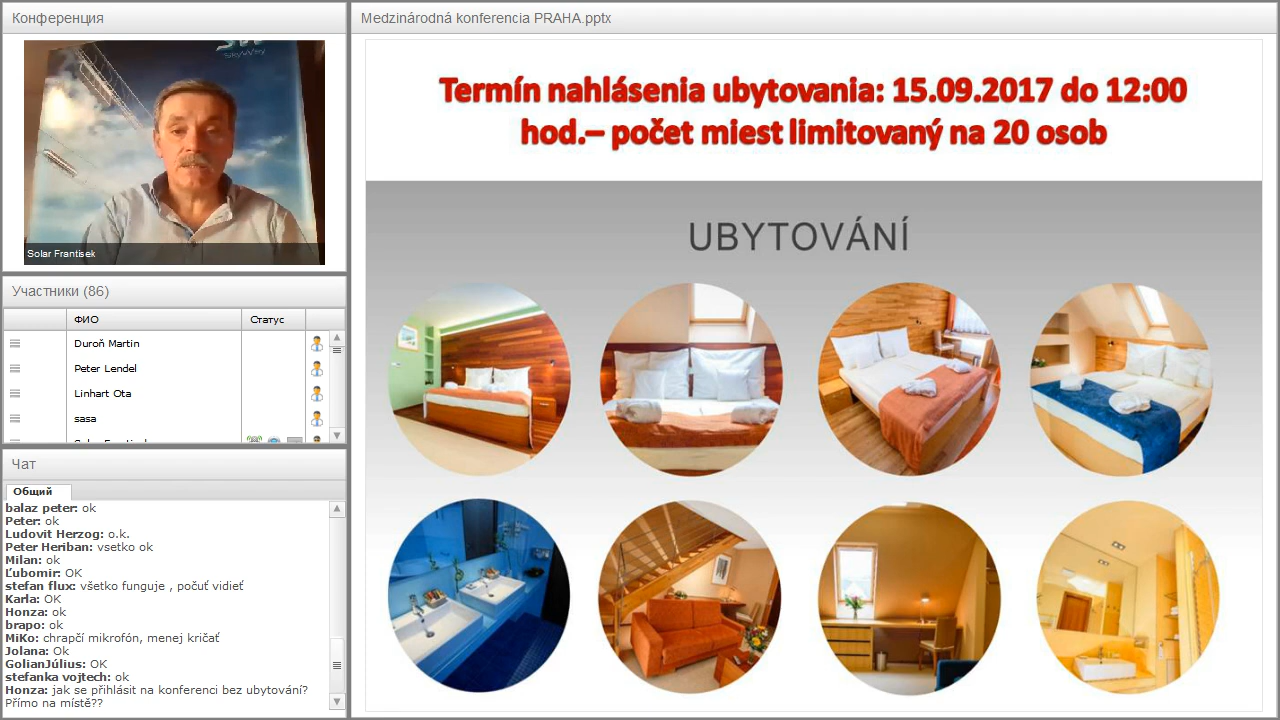 Конференция
SkyWay
Solar Frantisek
Участники (86)
ФИО Статус
Duroň Martin
Peter Lendel
Linhart Ota
sasa
Чат
Общий
balaz peter: ok
Peter: ok
Ludovit Herzog: o.k.
Peter Heriban: vsetko ok
Milan: ok
Ľubomir: OK
stefan flux: všetko funguje , počuť vidieť
Karla: OK
Honza: ok
brapo: ok
MiKo: chrapčí mikrofon, menej kričať
Jolana: Ok
GolianJúlius: OK
stefanka vojtech: ok
Honza: jak se přihlásit na konferenci bez ubytování?
Přímo na místě??
Medzinárodná konferencia PRAHA.pptx
Termín nahlásenia ubytovania: 15.09.2017 do 12:00
hod.– počet miest limitovaný na 20 osob
UBYTOVÁNÍ